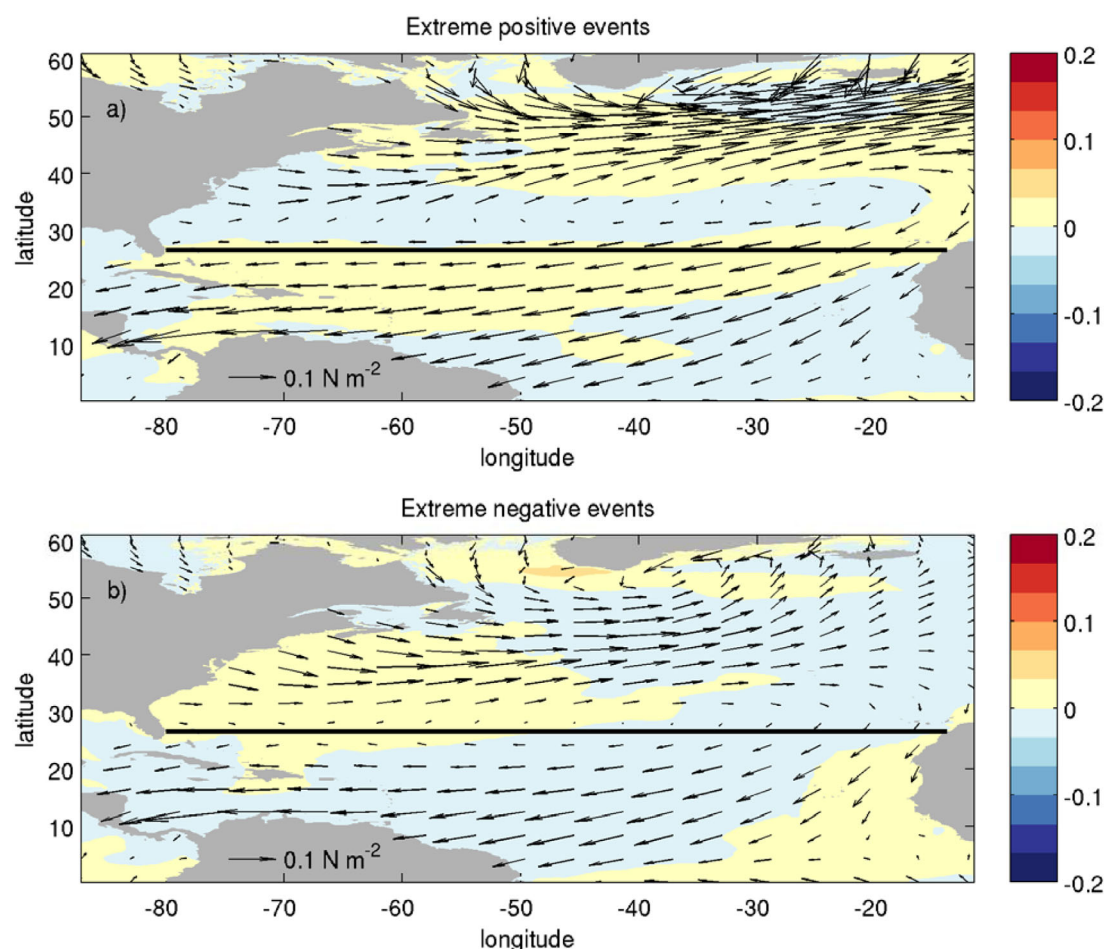 Extreme positive events
a)
60
50
40
30
20
10
latitude
0.1 N m-2
-80 -70 -60 -50 -40 -30 -20
longitude
0.2
0.1
0
-0.1
-0.2
Extreme negative events
b)
60
50
40
30
20
10
latitude
0.1 N m-2
-80 -70 -60 -50 -40 -30 -20
longitude
0.2
0.1
0
-0.1
-0.2